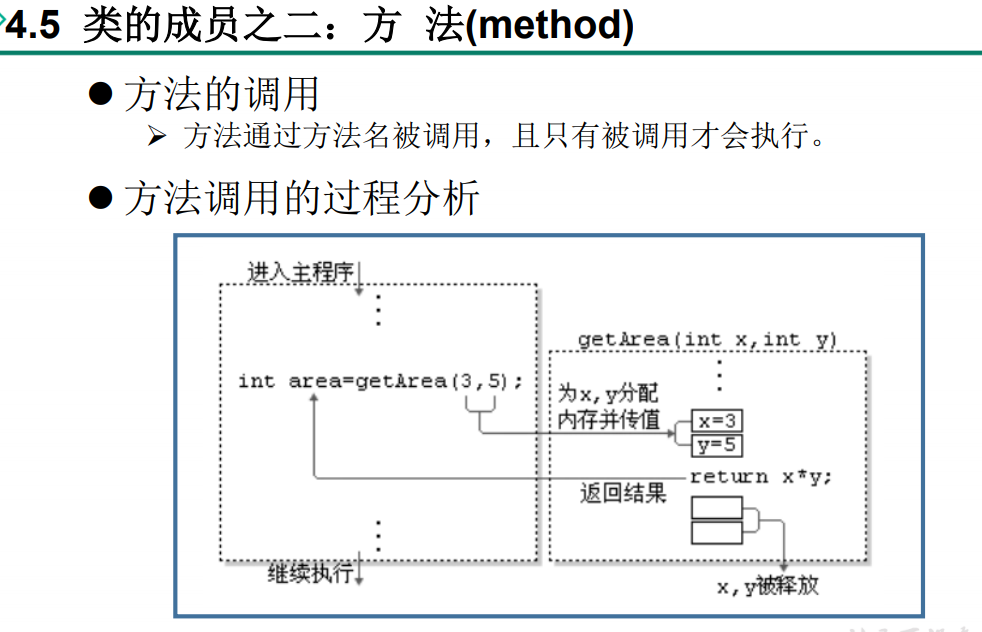 4.5 类的成员之二：方 法(method)
方法的调用
方法通过方法名被调用，且只有被调用才会执行。
方法调用的过程分析
进入主程序
getArea(int x,int y)
int area=getArea(3,5);
为x,y分配
内存并传值
x=3
y=5
return x*y;
返回结果
继续执行
x,y被释放